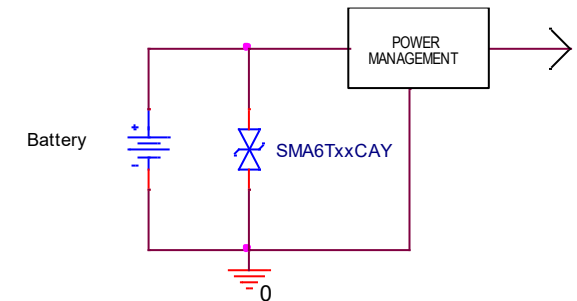 POWER
MANAGEMENT
Battery
+
--
SMA6TxxCAY
0